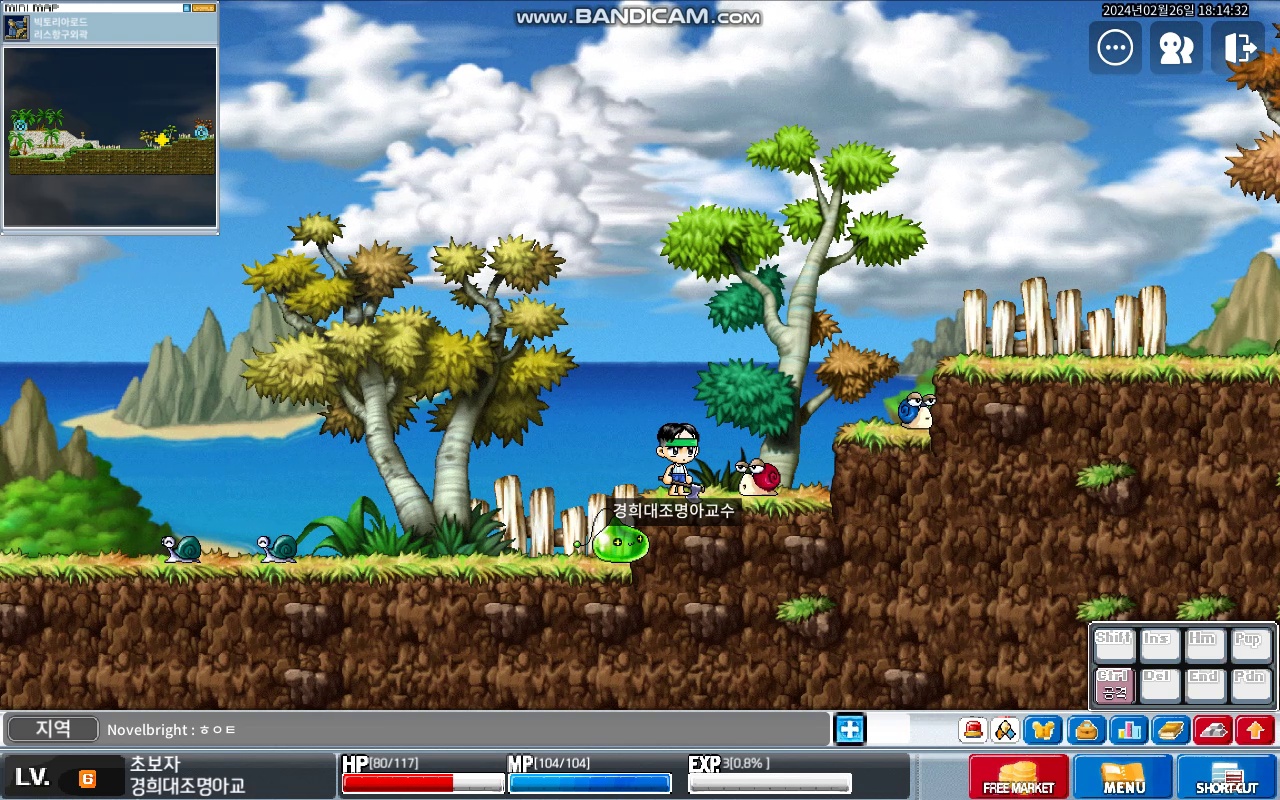 MINI MAP
WORLD
빅토리아로드
리스항구외곽
www.BANDICAM.com
2024년02월26일 18:14:32
경희대조명아교수
Shift Ins Hm Pup
Ctrl Del End Pdn
공격
지역 Novelbright : ㅎㅇㅌ
LV. 6 초보자
경희대조명아교
HP[80/117] MP[104/104] EXP 3[0.8% ]
FREE MARKET MENU SHORTCUT